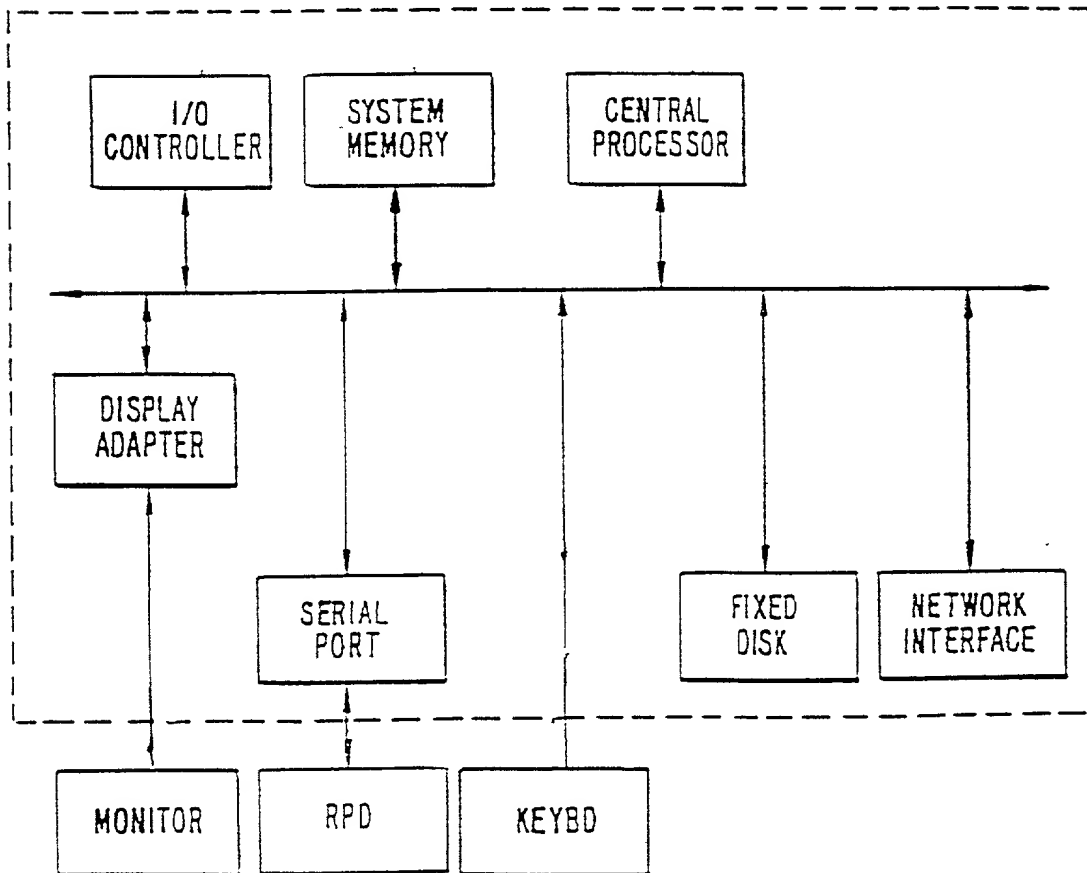 I/O
CONTROLLER
SYSTEM
MEMORY
CENTRAL
PROCESSOR
DISPLAY
ADAPTER
SERIAL
PORT
FIXED
DISK
NETWORK
INTERFACE
MONITOR
RPD
KEYBD